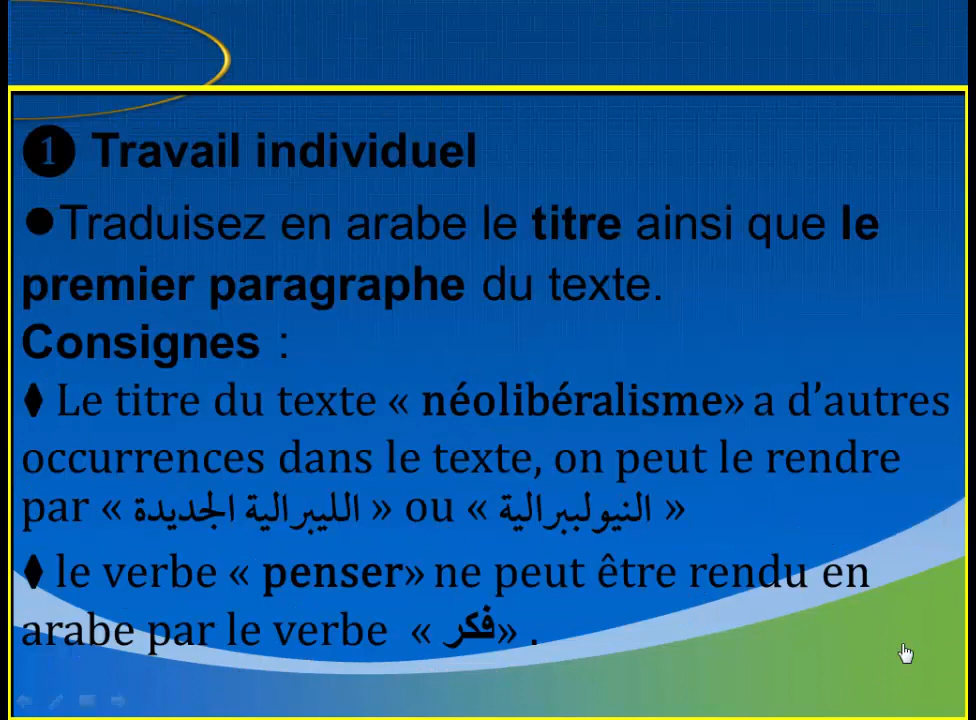 ❶ Travail individuel
●Traduisez en arabe le titre ainsi que le
premier paragraphe du texte.
Consignes :
⧫ Le titre du texte « néolibéralisme» a d’autres
occurrences dans le texte, on peut le rendre
par « الليبرالية الجديدة » ou « النيوليبرالية »
⧫ le verbe « penser» ne peut être rendu en
arabe par le verbe « فكر» .